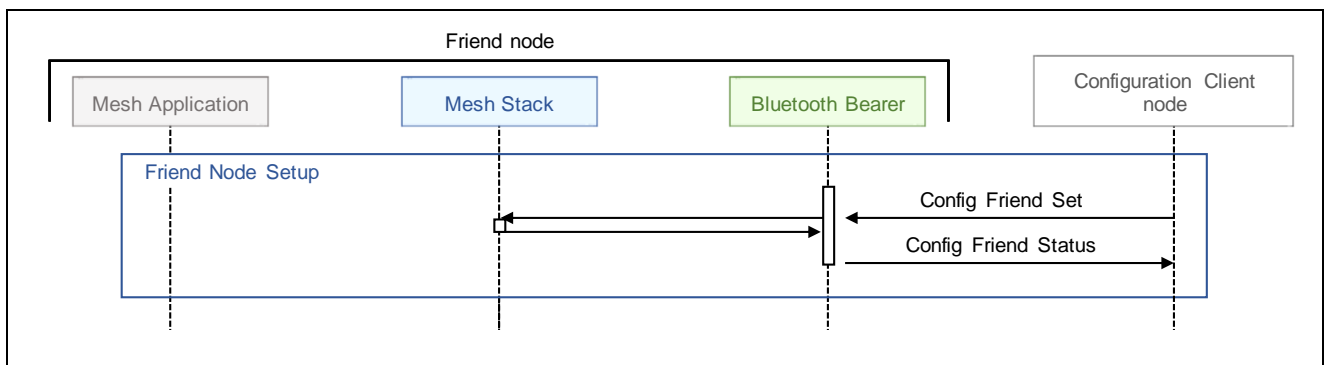 Friend node
Mesh Application
Mesh Stack
Bluetooth Bearer
Configuration Client
node
Friend Node Setup
Config Friend Set
Config Friend Status